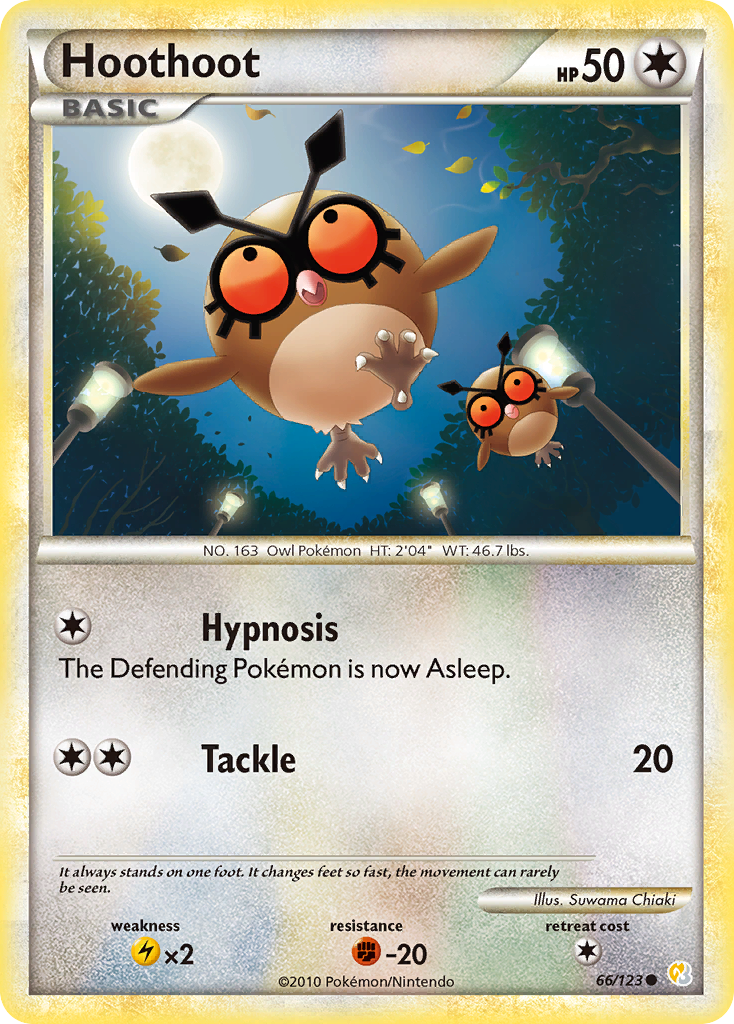 Hoothoot
HP 50
BASIC
NO. 163 Owl Pokémon HT: 2'04" WT: 46.7 lbs.
Hypnosis
The Defending Pokémon is now Asleep.
Tackle 20
It always stands on one foot. It changes feet so fast, the movement can rarely
be seen.
Illus. Suwama Chiaki
weakness resistance retreat cost
×2 -20
©2010 Pokémon/Nintendo
66/123